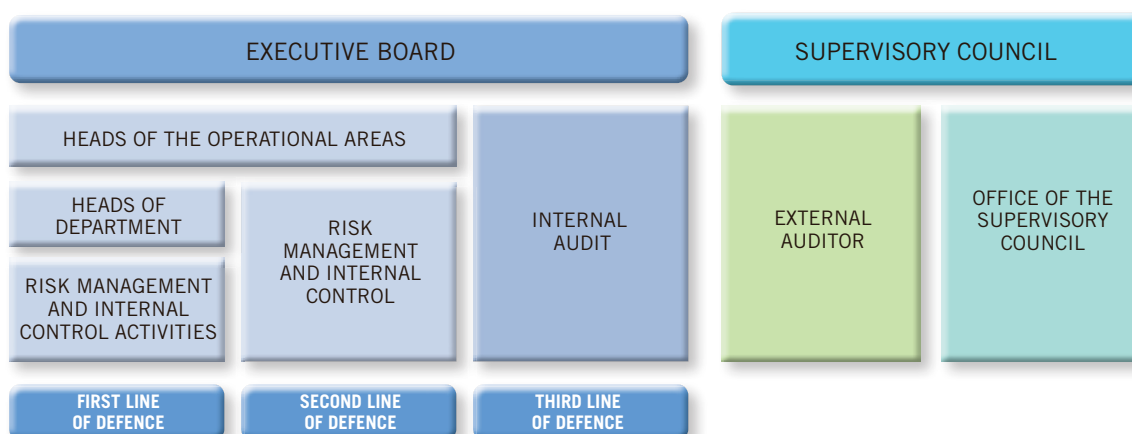 EXECUTIVE BOARD
SUPERVISORY COUNCIL
HEADS OF THE OPERATIONAL AREAS
HEADS OF
DEPARTMENT
RISK MANAGEMENT
AND INTERNAL
CONTROL ACTIVITIES
RISK
MANAGEMENT
AND INTERNAL
CONTROL
INTERNAL
AUDIT
EXTERNAL
AUDITOR
OFFICE OF THE
SUPERVISORY
COUNCIL
FIRST LINE
OF DEFENCE
SECOND LINE
OF DEFENCE
THIRD LINE
OF DEFENCE